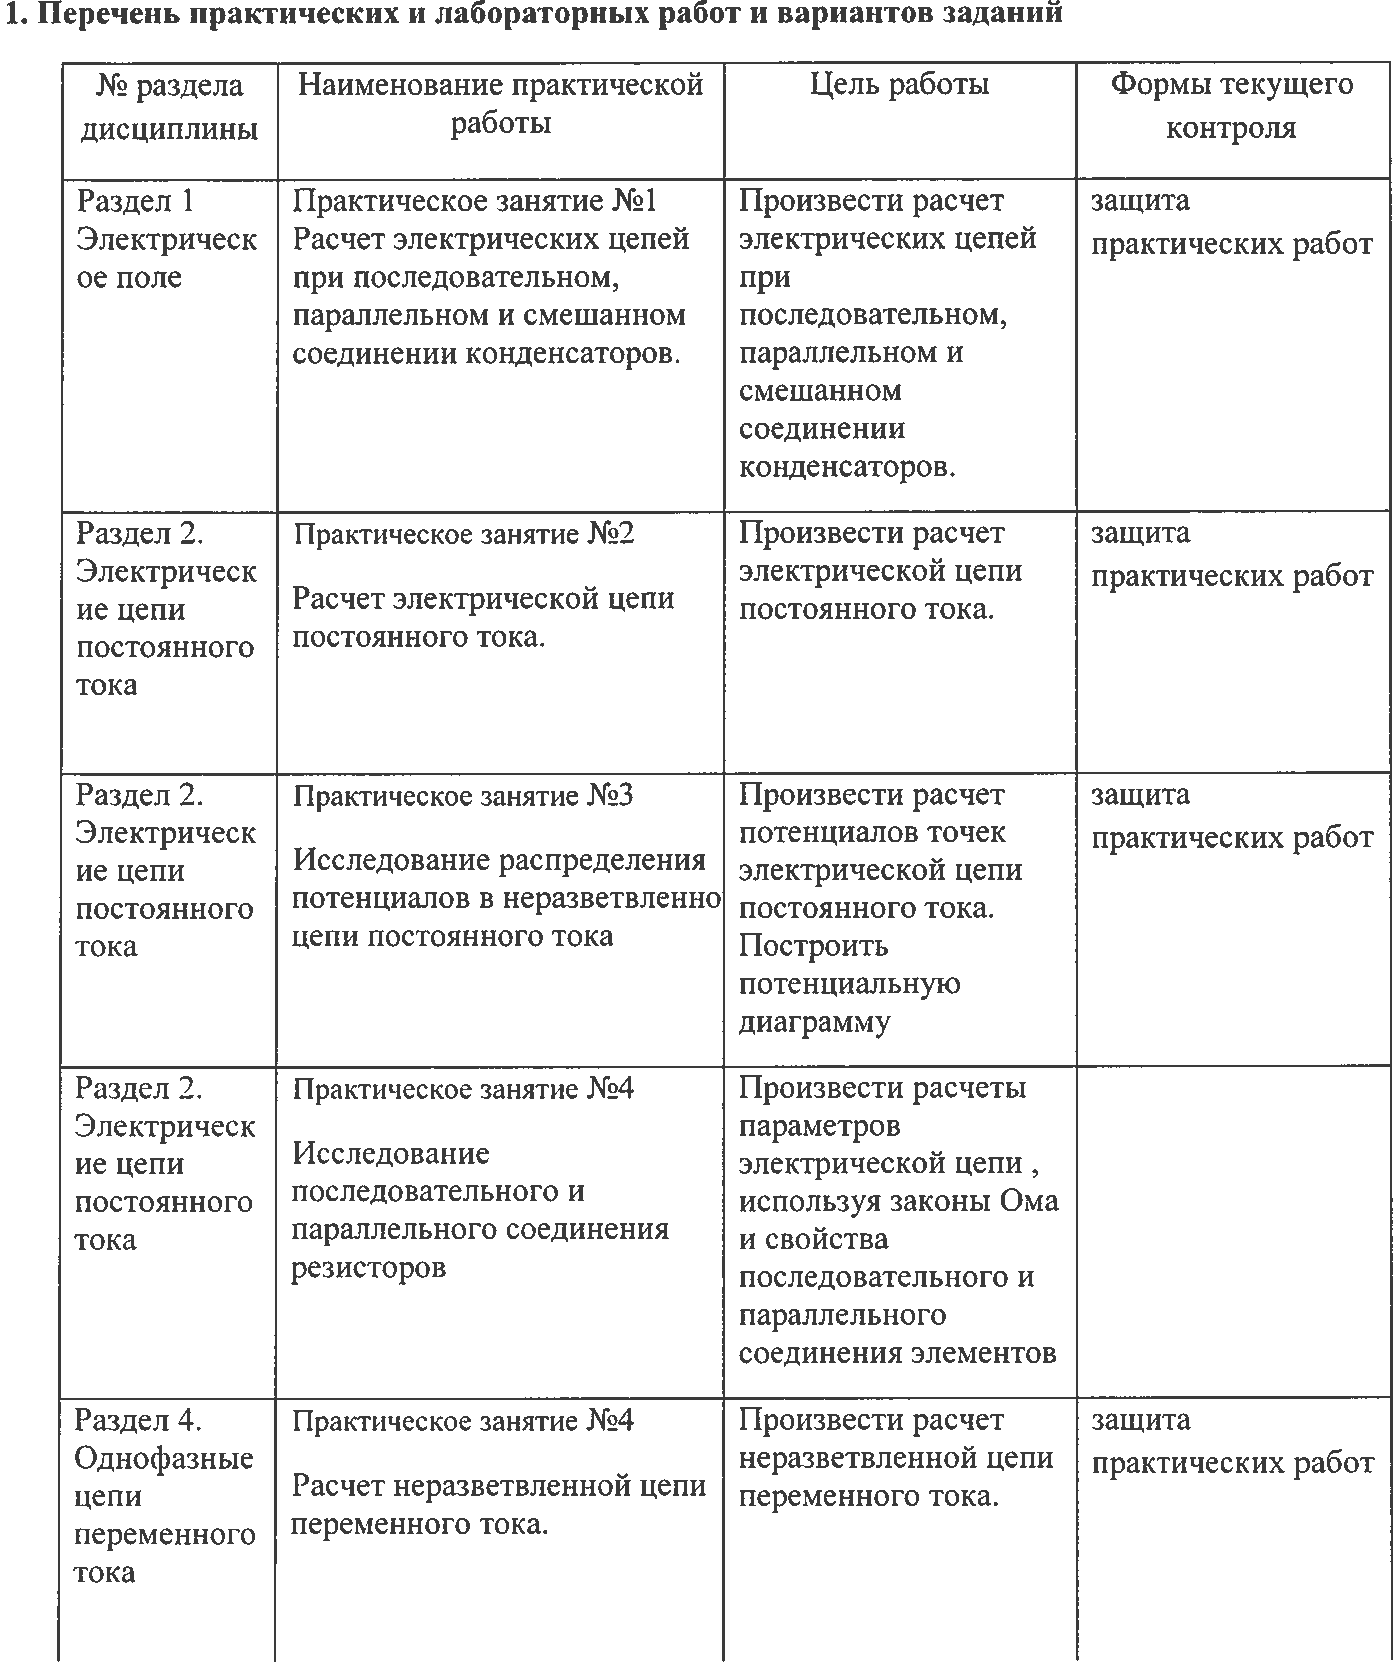 1. Перечень практических и лабораторных работ и вариантов заданий
№ раздела
дисциплины
Наименование практической
работы
Цель работы
Формы текущего
контроля
Раздел 1
Электрическ
ое поле
Практическое занятие №1
Расчет электрических цепей
при последовательном,
параллельном и смешанном
соединении конденсаторов.
Произвести расчет
электрических цепей
при
последовательном,
параллельном и
смешанном
соединении
конденсаторов.
защита
практических работ
Раздел 2.
Электрическ
ие цепи
постоянного
тока
Практическое занятие №2
Расчет электрической цепи
постоянного тока.
Произвести расчет
электрической цепи
постоянного тока.
защита
практических работ
Раздел 2.
Электрическ
ие цепи
постоянного
тока
Практическое занятие №3
Исследование распределения
потенциалов в неразветвленно
цепи постоянного тока
Произвести расчет
потенциалов точек
электрической цепи
постоянного тока.
Построить
потенциальную
диаграмму
защита
практических работ
Раздел 2.
Электрическ
ие цепи
постоянного
тока
Практическое занятие №4
Исследование
последовательного и
параллельного соединения
резисторов
Произвести расчеты
параметров
электрической цепи ,
используя законы Ома
и свойства
последовательного и
параллельного
соединения элементов
Раздел 4.
Однофазные
цепи
переменного
тока
Практическое занятие №4
Расчет неразветвленной цепи
переменного тока.
Произвести расчет
неразветвленной цепи
переменного тока.
защита
практических работ